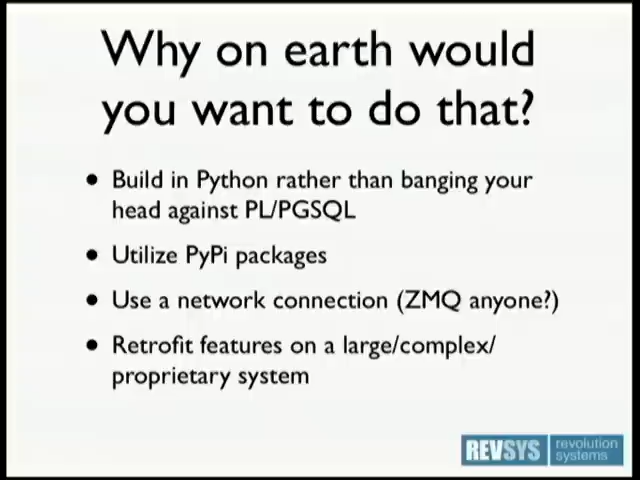 Why on earth would
you want to do that?
• Build in Python rather than banging your
head against PL/PGSQL
• Utilize PyPi packages
• Use a network connection (ZMQ anyone?)
• Retrofit features on a large/complex/
proprietary system
REVSYS revolution
systems